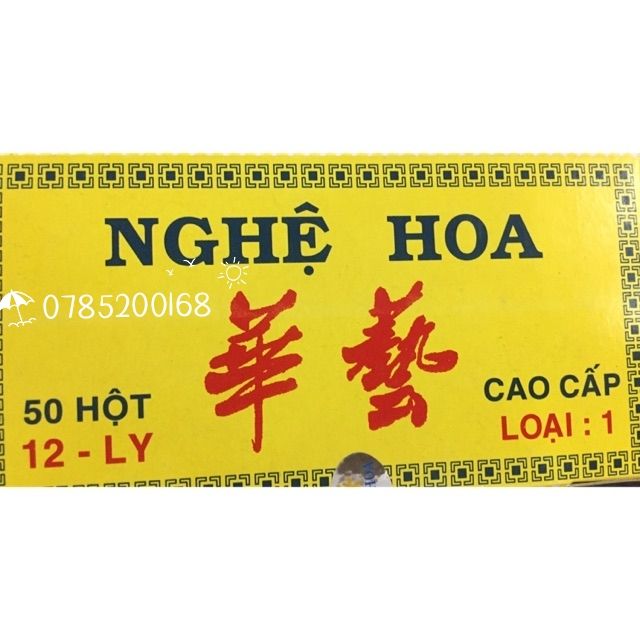 NGHỆ HOA
0785200168
華藝
50 HỘT
12 - LY
CAO CẤP
LOẠI : 1